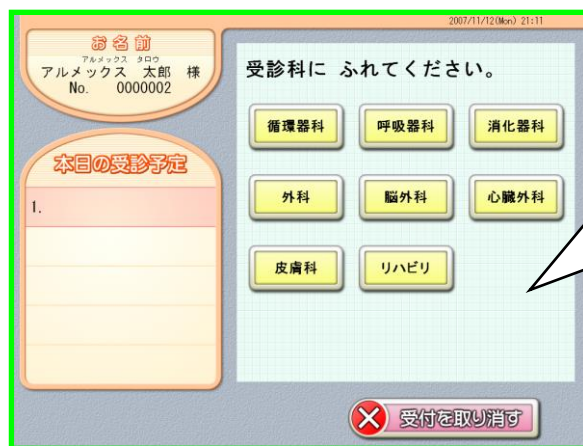 2007/11/12(Mon) 21:11
お名前
アルメックス タロウ
アルメックス 太郎 様
No. 0000002
本日の受診予定
1.
受診科に ふれてください。
循環器科 呼吸器科 消化器科
外科 脳外科 心臓外科
皮膚科 リハビリ
受付を取り消す